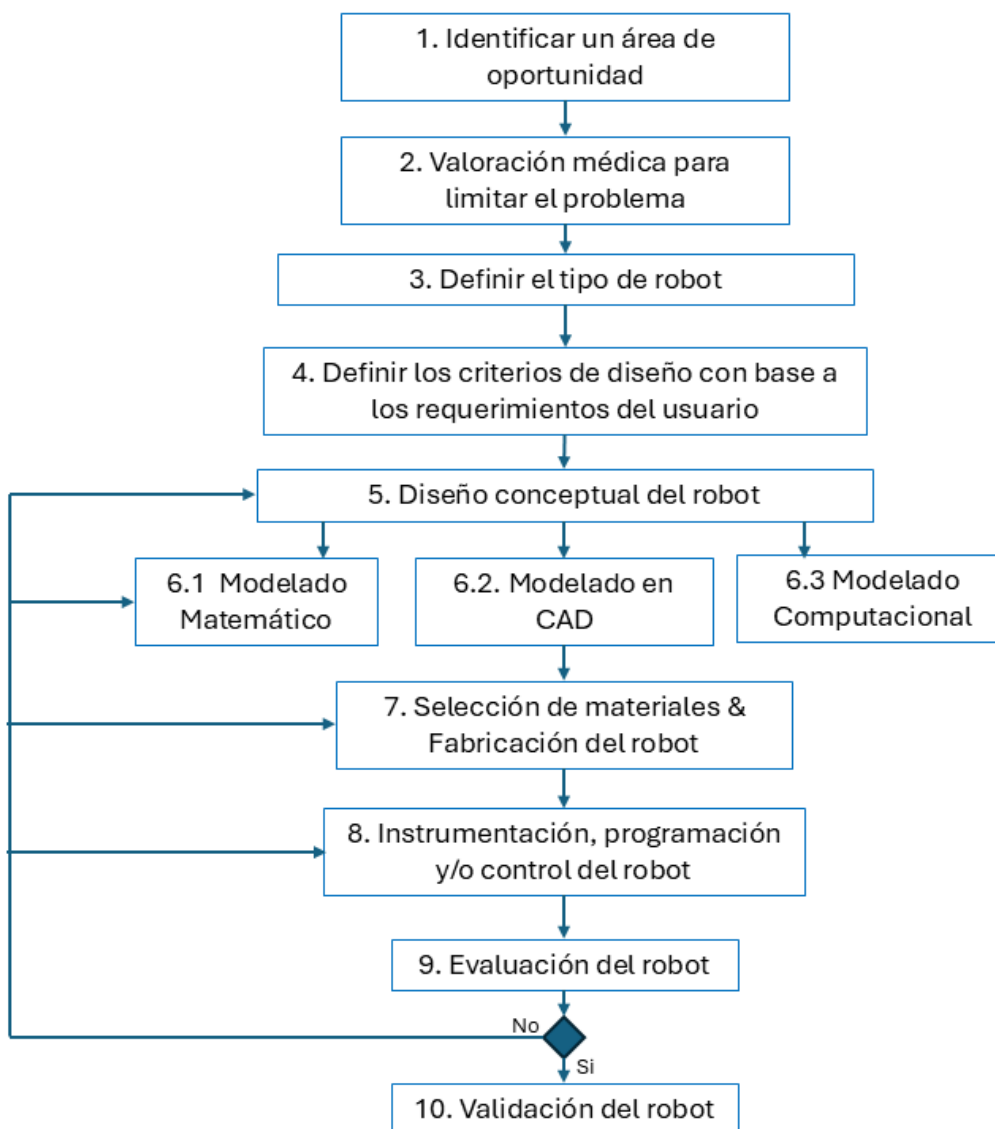 1. Identificar un área de
oportunidad
2. Valoración médica para
limitar el problema
3. Definir el tipo de robot
4. Definir los criterios de diseño con base a
los requerimientos del usuario
5. Diseño conceptual del robot
6.1 Modelado
Matemático
6.2. Modelado en
CAD
6.3 Modelado
Computacional
7. Selección de materiales &
Fabricación del robot
8. Instrumentación, programación
y/o control del robot
9. Evaluación del robot
No
Si
10. Validación del robot